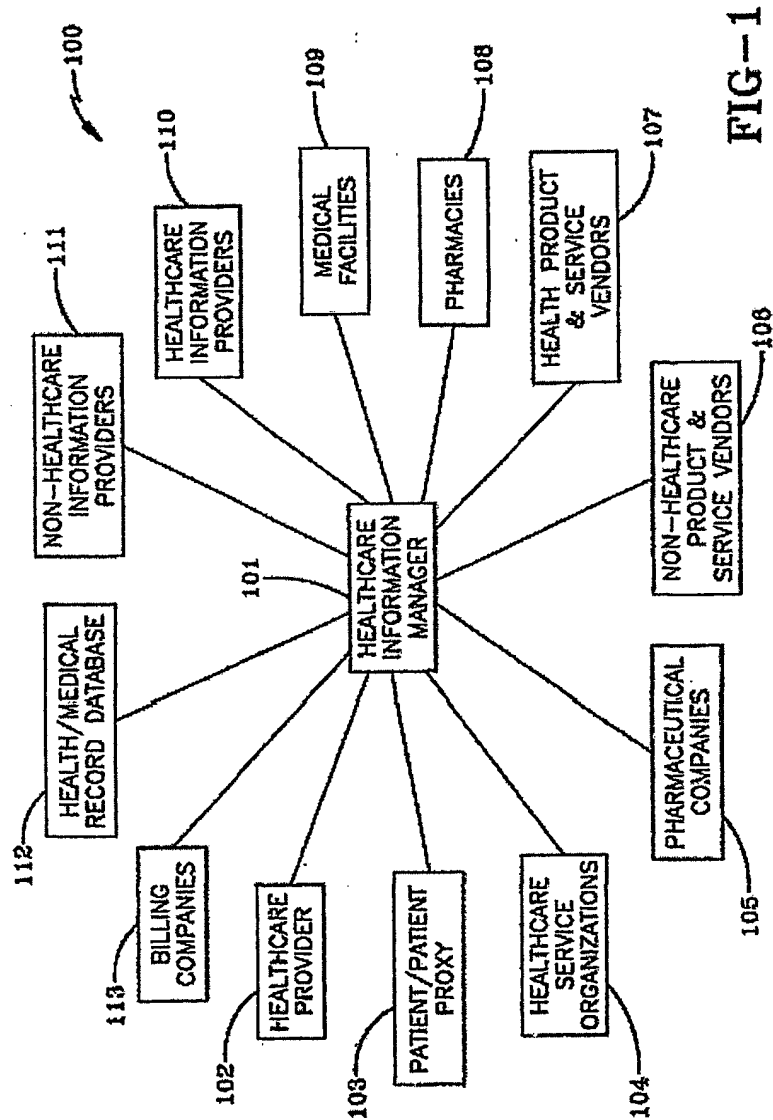 100
112
HEALTH/MEDICAL
RECORD DATABASE
111
NON-HEALTHCARE
INFORMATION
PROVIDERS
113
BILLING
COMPANIES
110
HEALTHCARE
INFORMATION
PROVIDERS
102
HEALTHCARE
PROVIDER
101
HEALTHCARE
INFORMATION
MANAGER
109
MEDICAL
FACILITIES
103
PATIENT/PATIENT
PROXY
108
PHARMACIES
104
HEALTHCARE
SERVICE
ORGANIZATIONS
107
HEALTH PRODUCT
& SERVICE
VENDORS
105
PHARMACEUTICAL
COMPANIES
106
NON-HEALTHCARE
PRODUCT &
SERVICE VENDORS
FIG-1